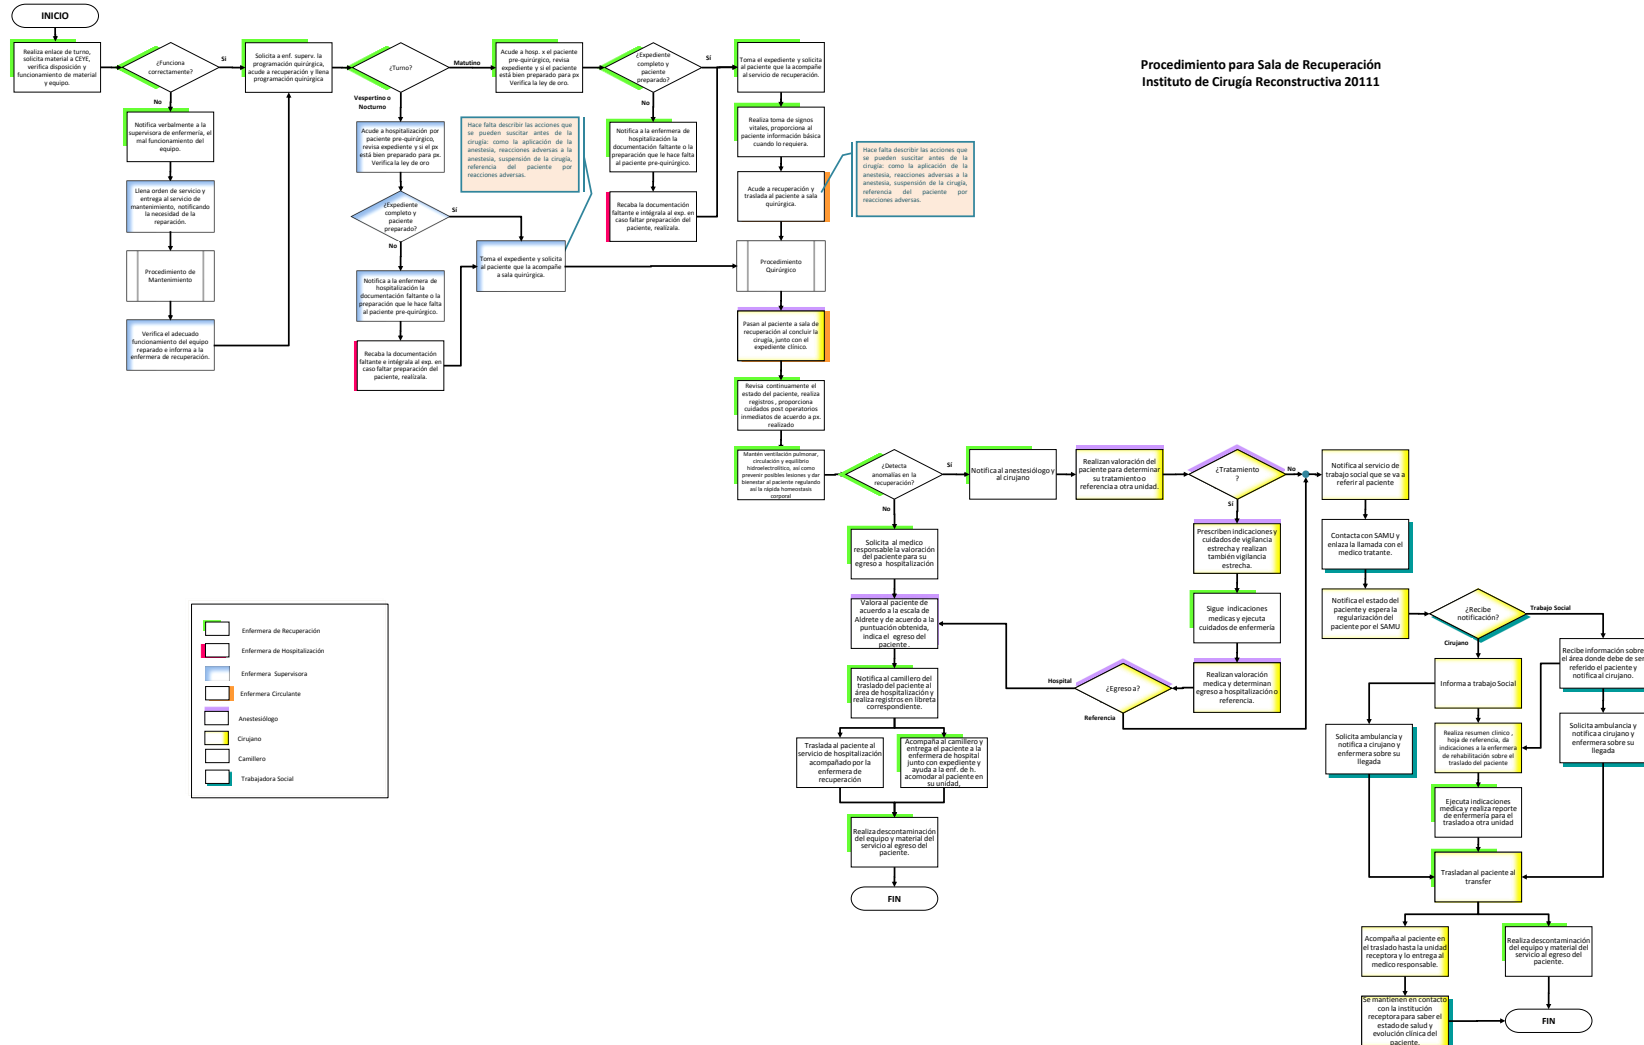 INICIO
Procedimiento para Sala de Recuperación
Instituto de Cirugía Reconstructiva 20111
Realiza enlace de turno,
solicita material a CEYE,
verifica disposición y
funcionamiento de material
y equipo.
¿Funciona
correctamente?
Sí
No
Solicita a enf. superv. la
programación quirúrgica,
acude a recuperación y llena
programación quirúrgica
¿Turno?
Matutino
Vespertino o
Nocturno
Acude a hosp. x el paciente
pre-quirúrgico, revisa
expediente y si el paciente
está bien preparado para px
Verifica la ley de oro.
¿Expediente
completo y
paciente
preparado?
Sí
No
Toma el expediente y solicita
al paciente que la acompañe
al servicio de recuperación.
Notifica verbalmente a la
supervisora de enfermería, el
mal funcionamiento del
equipo.
Llena orden de servicio y
entrega al servicio de
mantenimiento, notificando
la necesidad de la
reparación.
Procedimiento de
Mantenimiento
Verifica el adecuado
funcionamiento del equipo
reparado e informa a la
enfermera de recuperación.
Acude a hospitalización por
paciente pre-quirúrgico,
revisa expediente y si el px
está bien preparado para px.
Verifica la ley de oro
¿Expediente
completo y
paciente
preparado?
Sí
No
Notifica a la enfermera de
hospitalización la
documentación faltante o la
preparación que le hace falta
al paciente pre-quirúrgico.
Recaba la documentación
faltante e intégrala al exp. en
caso faltar preparación del
paciente, realízala.
Hace falta describir las acciones que
se pueden suscitar antes de la
cirugía: como la aplicación de la
anestesia, reacciones adversas a la
anestesia, suspensión de la cirugía,
referencia del paciente por
reacciones adversas.
Toma el expediente y solicita
al paciente que la acompañe
a sala quirúrgica.
Notifica a la enfermera de
hospitalización la
documentación faltante o la
preparación que le hace falta
al paciente pre-quirúrgico.
Recaba la documentación
faltante e intégrala al exp. en
caso faltar preparación del
paciente, realízala.
Realiza toma de signos
vitales, proporciona al
paciente información básica
cuando lo requiera.
Acude a recuperación y
traslada al paciente a sala
quirúrgica.
Hace falta describir las acciones que
se pueden suscitar antes de la
cirugía: como la aplicación de la
anestesia, reacciones adversas a la
anestesia, suspensión de la cirugía,
referencia del paciente por
reacciones adversas.
Procedimiento
Quirúrgico
Pasan al paciente a sala de
recuperación al concluir la
cirugía, junto con el
expediente clínico.
Revisa continuamente el
estado del paciente, realiza
registros , proporciona
cuidados post operatorios
inmediatos de acuerdo a px.
realizado
Mantén ventilación pulmonar,
circulación y equilibrio
hidroelectrolítico, así como
prevenir posibles lesiones y dar
bienestar al paciente regulando
así la rápida homeostasis
corporal
¿Detecta
anomalías en la
recuperación?
Sí
No
Notifica al anestesiólogo y
al cirujano
Realizan valoración del
paciente para determinar
su tratamiento o
referencia a otra unidad.
¿Tratamiento
?
No
Sí
Notifica al servicio de
trabajo social que se va a
referir al paciente
Contacta con SAMU y
enlaza la llamada con el
medico tratante.
Notifica el estado del
paciente y espera la
regularización del
paciente por el SAMU
¿Recibe
notificación?
Trabajo Social
Cirujano
Prescriben indicaciones y
cuidados de vigilancia
estrecha y realizan
también vigilancia
estrecha.
Sigue indicaciones
medicas y ejecuta
cuidados de enfermería
Realizan valoración
medica y determinan
egreso a hospitalización o
referencia.
¿Egreso a?
Hospital
Referencia
Solicita al medico
responsable la valoración
del paciente para su
egreso a hospitalización
Valora al paciente de
acuerdo a la escala de
Aldrete y de acuerdo a la
puntuación obtenida,
indica el egreso del
paciente .
Notifica al camillero del
traslado del paciente al
área de hospitalización y
realiza registros en libreta
correspondiente.
Traslada al paciente al
servicio de hospitalización
acompañado por la
enfermera de
recuperación
Acompaña al camillero y
entrega el paciente a la
enfermera de hospital
junto con expediente y
ayuda a la enf. de h.
acomodar al paciente en
su unidad,
Realiza descontaminación
del equipo y material del
servicio al egreso del
paciente.
FIN
Informa a trabajo Social
Recibe información sobre
el área donde debe de ser
referido el paciente y
notifica al cirujano.
Solicita ambulancia y
notifica a cirujano y
enfermera sobre su
llegada
Realiza resumen clinico ,
hoja de referencia, da
indicaciones a la enfermera
de rehabilitación sobre el
traslado del paciente
Solicita ambulancia y
notifica a cirujano y
enfermera sobre su
llegada
Ejecuta indicaciones
medica y realiza reporte
de enfermería para el
traslado a otra unidad
Trasladan al paciente al
transfer
Acompaña al paciente en
el traslado hasta la unidad
receptora y lo entrega al
medico responsable.
Realiza descontaminación
del equipo y material del
servicio al egreso del
paciente.
Se mantienen en contacto
con la institución
receptora para saber el
estado de salud y
evolución clínica del
paciente.
FIN
Enfermera de Recuperación
Enfermera de Hospitalización
Enfermera Supervisora
Enfermera Circulante
Anestesiólogo
Cirujano
Camillero
Trabajadora Social